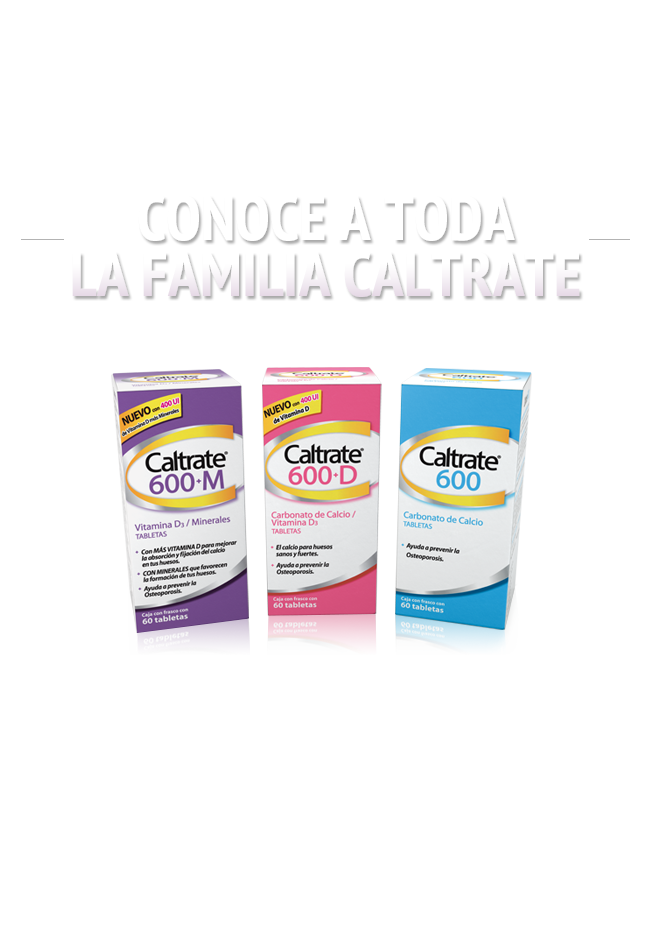 CONOCE A TODA
LA FAMILIA CALTRATE
NUEVO con 400 UI
de Vitamina D más Minerales
Caltrate®
600+M
Vitamina D3 / Minerales
TABLETAS
• Con MÁS VITAMINA D para mejorar
la absorción y fijación del calcio
en tus huesos.
• CON MINERALES que favorecen
la formación de tus huesos.
• Ayuda a prevenir la
Osteoporosis.
Caja con frasco con
60 tabletas
600+D
NUEVO con 400 UI
de Vitamina D
Caltrate®
600+D
Carbonato de Calcio /
Vitamina D3
TABLETAS
• El calcio para huesos
sanos y fuertes.
• Ayuda a prevenir la
Osteoporosis.
Caja con frasco con
60 tabletas
Caltrate
600
Caltrate®
600
Carbonato de Calcio
TABLETAS
• Ayuda a prevenir la
Osteoporosis.
Caja con frasco con
60 tabletas